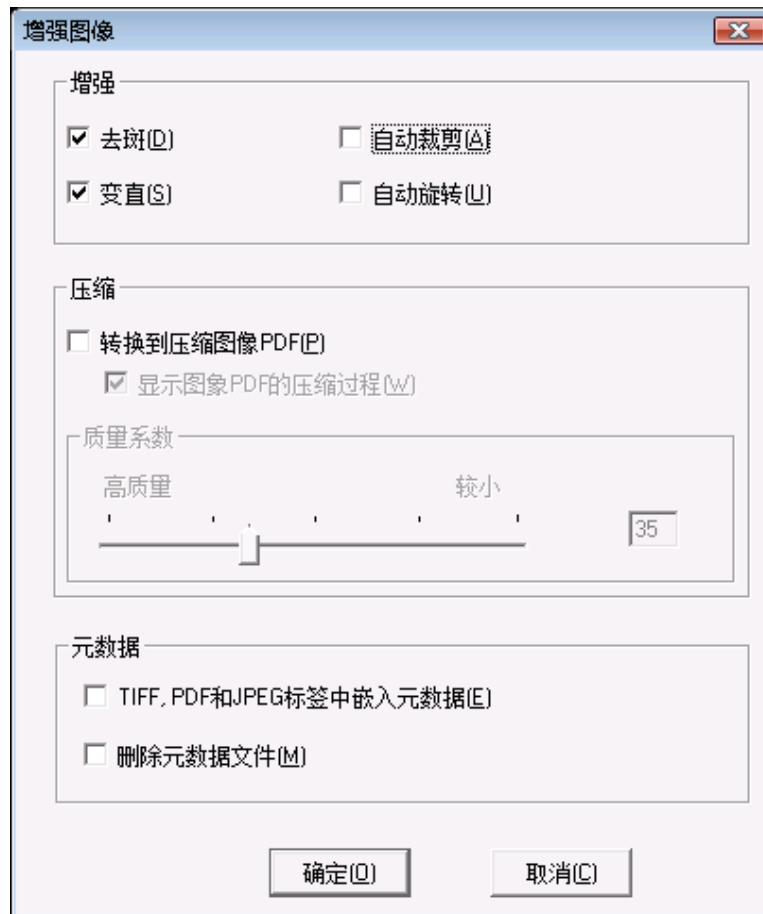 增强图像
增强
去斑(D) 自动裁剪(A)
变直(S) 自动旋转(U)
压缩
转换到压缩图像PDF(P)
显示图象PDF的压缩过程(W)
质量系数
高质量 较小
35
元数据
TIFF, PDF和JPEG标签中嵌入元数据(E)
删除元数据文件(M)
确定(O) 取消(C)